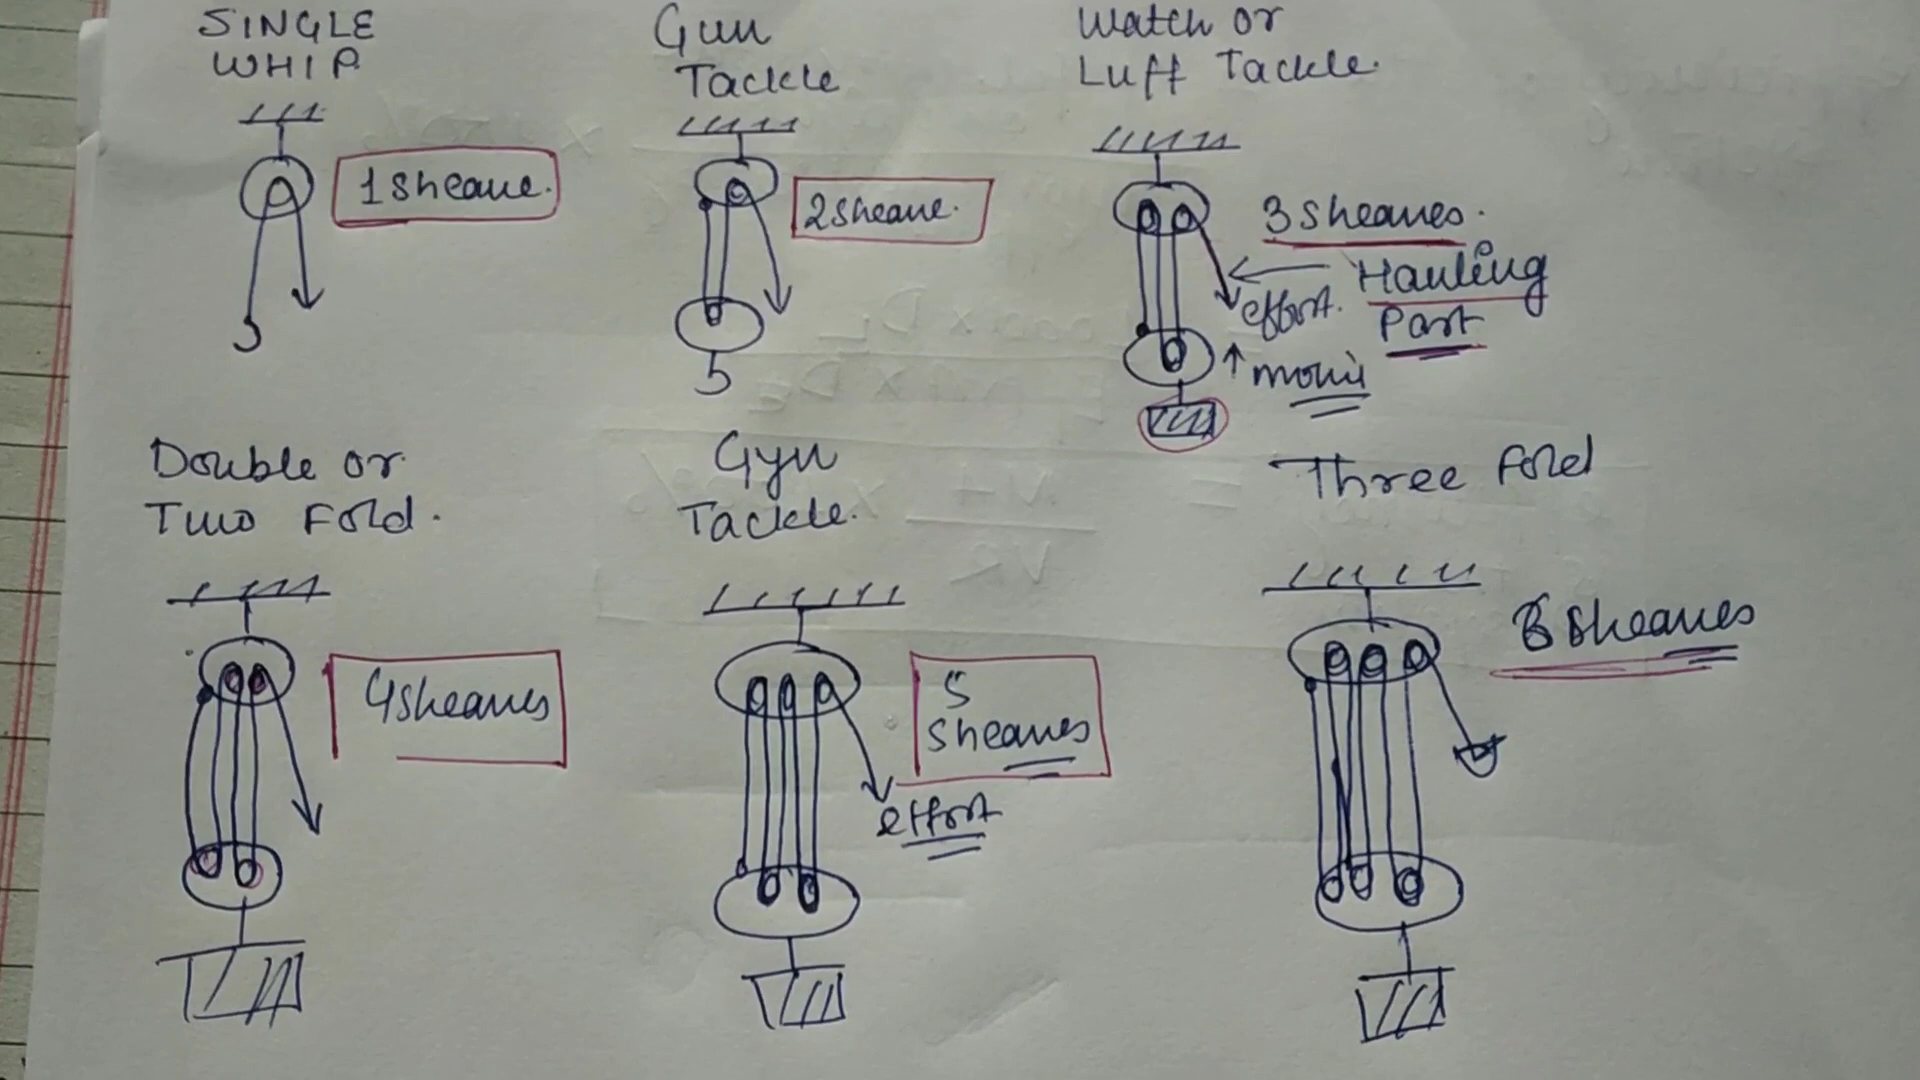 SINGLE
WHIP
1 Sheave.
Gun
Tackle
2 Sheave.
Watch or
Luff Tackle.
3 Sheaves.
Hauling
Part
effort.
Double or
Two Fold.
4 Sheaves
Gyn
Tackle.
5
Sheaves
effort
Three Fold
6 Sheaves